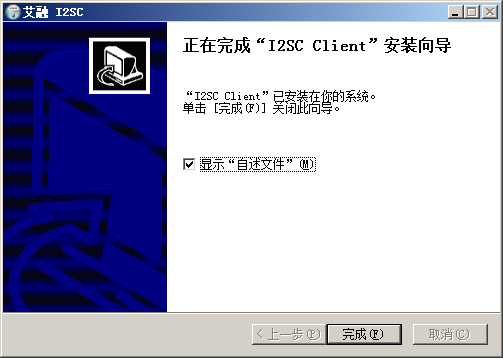 艾融 I2SC
正在完成“I2SC Client”安装向导
“I2SC Client”已安装在你的系统。
单击 [完成(F)] 关闭此向导。
显示“自述文件”(M)
< 上一步(P)
完成(F)
取消(C)